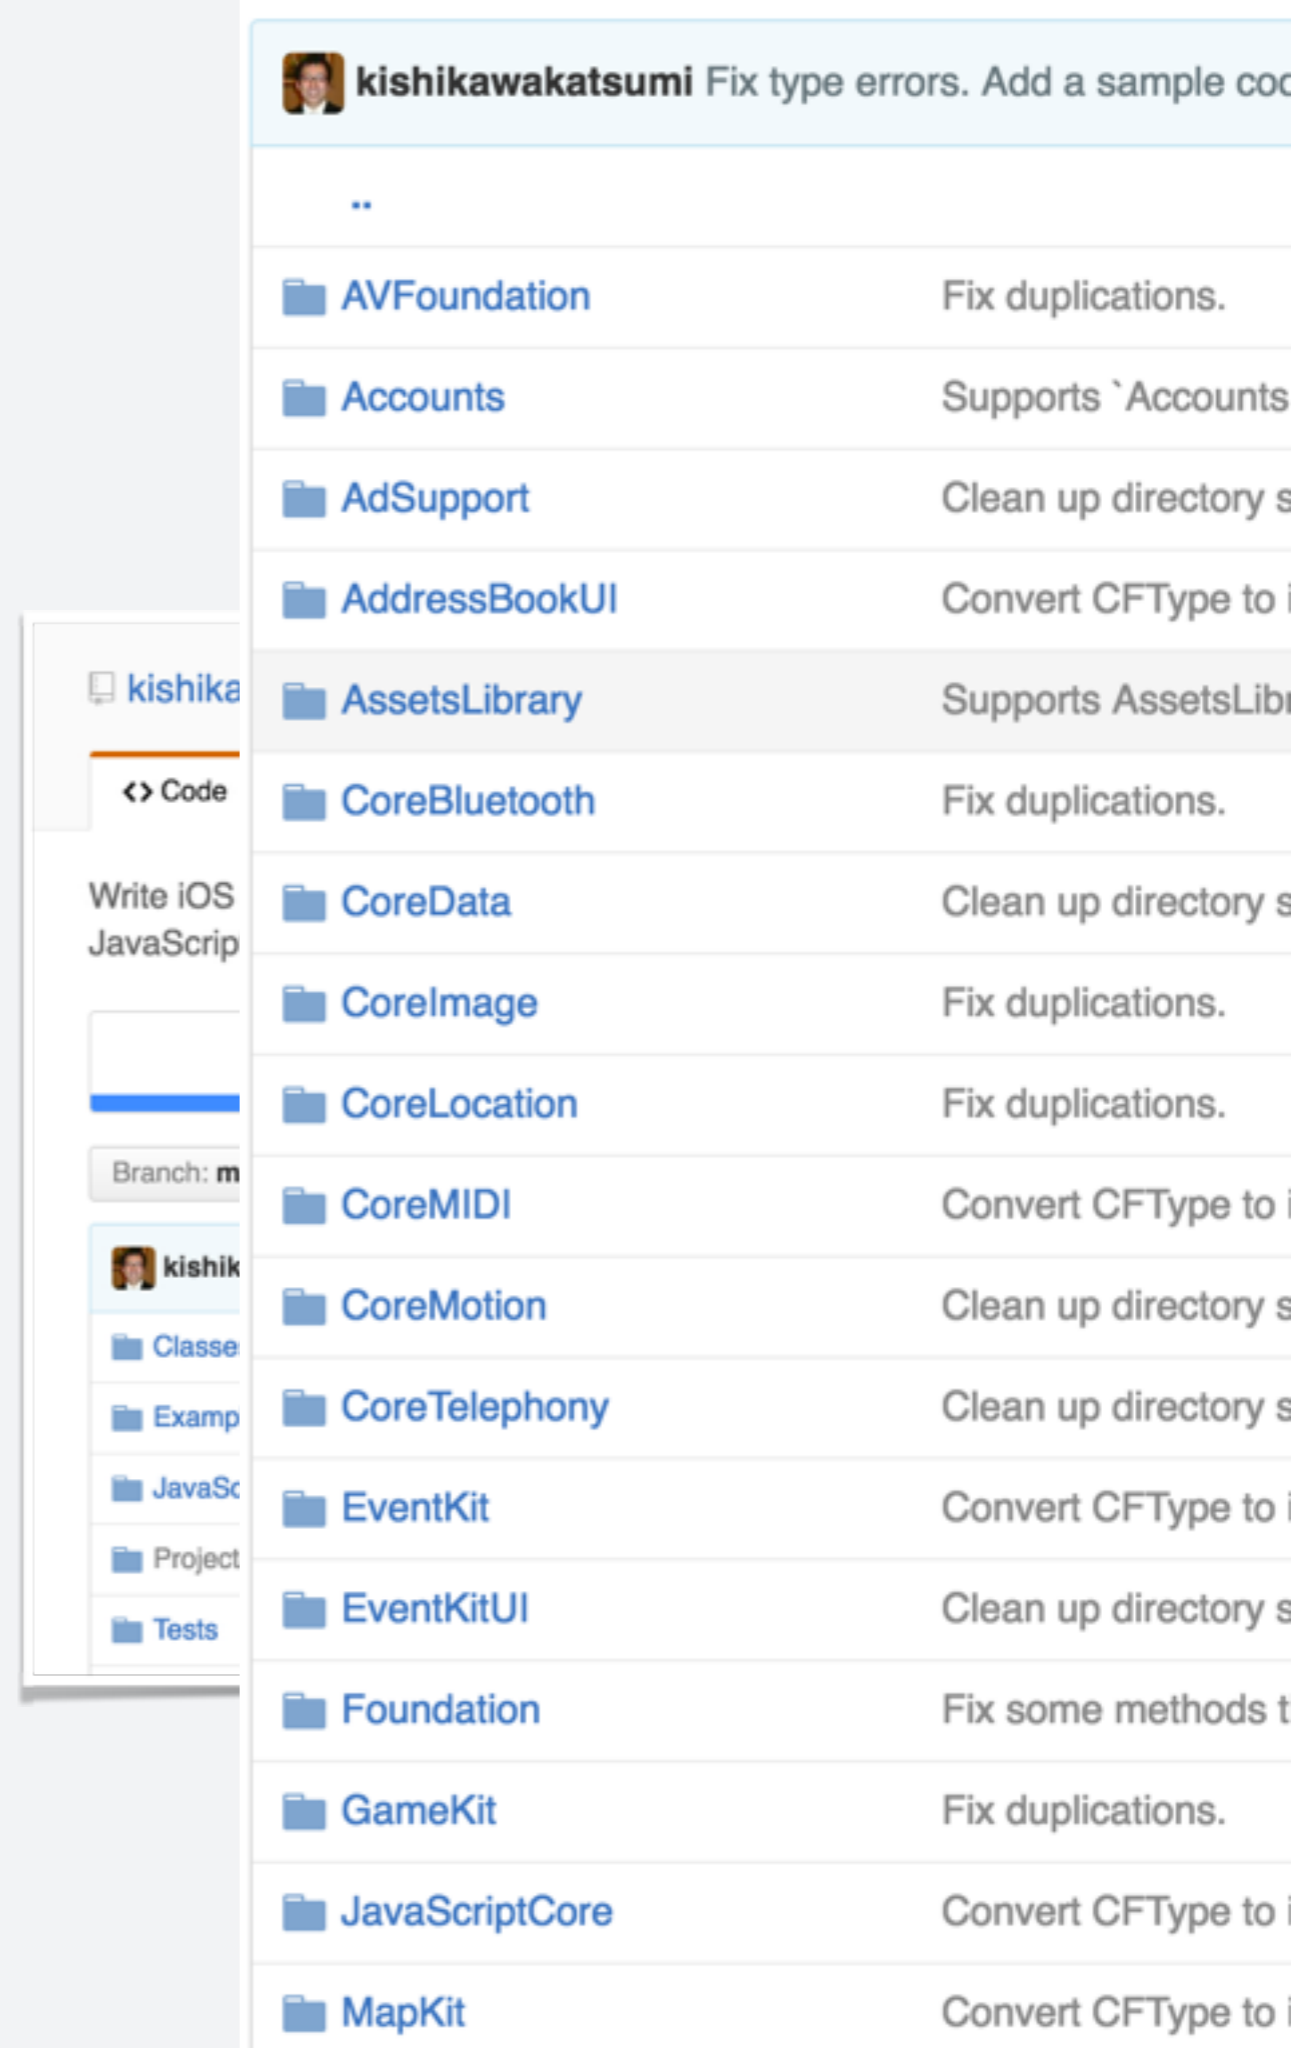 kishikawakatsumi Fix type errors. Add a sample
..
AVFoundation Fix duplications.
Accounts Supports `Accounts
AdSupport Clean up directory
AddressBookUI Convert CFType to
AssetsLibrary Supports
CoreBluetooth Fix duplications.
CoreData Clean up directory
CoreImage Fix duplications.
CoreLocation Fix duplications.
CoreMIDI Convert CFType to
CoreMotion Clean up directory
CoreTelephony Clean up directory
EventKit Convert CFType to
EventKitUI Clean up directory
Foundation Fix some methods
GameKit Fix duplications.
JavaScriptCore Convert CFType to
MapKit Convert CFType to
kishika
<> Code
Write iOS
JavaScrip
Branch: m
kishik
Classe
Examp
JavaSc
Project
Tests